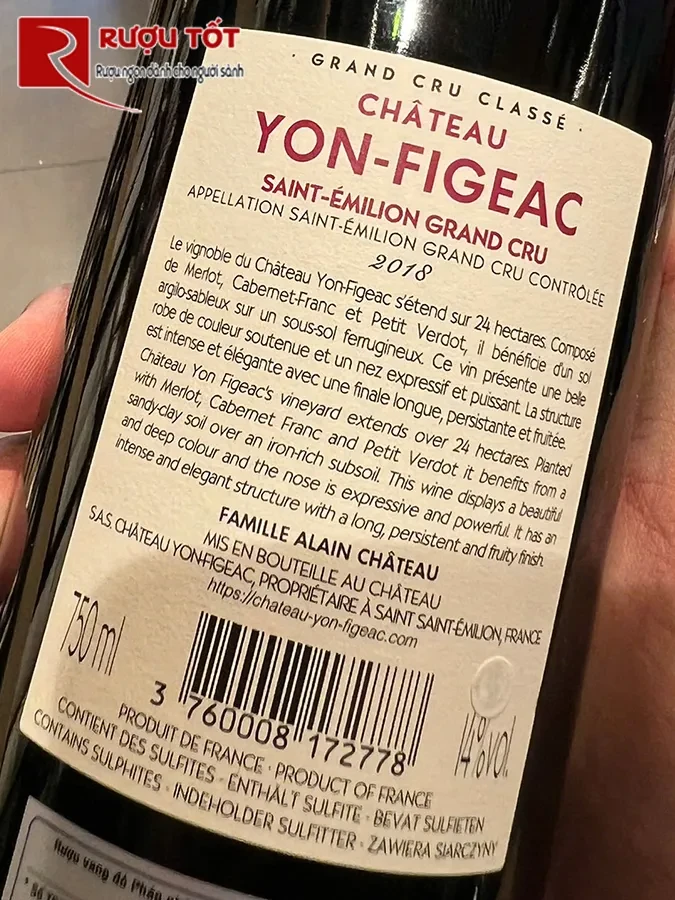 RƯỢU TỐT
Rượu ngon dành cho người sành
· GRAND CRU CLASSÉ ·
CHÂTEAU
YON-FIGEAC
SAINT-ÉMILION GRAND CRU
APPELLATION SAINT-ÉMILION GRAND CRU CONTRÔLÉE
2018
Le vignoble du Château Yon-Figeac s'étend sur 24 hectares. Composé
de Merlot, Cabernet-Franc et Petit Verdot, il bénéficie d'un sol
argilo-sableux sur un sous-sol ferrugineux. Ce vin présente une belle
robe de couleur soutenue et un nez expressif et puissant. La structure
est intense et élégante avec une finale longue, persistante et fruitée.
Château Yon Figeac's vineyard extends over 24 hectares. Planted
with Merlot, Cabernet Franc and Petit Verdot it benefits from a
sandy-clay soil over an iron-rich subsoil. This wine displays a beautiful
and deep colour and the nose is expressive and powerful. It has an
intense and elegant structure with a long, persistent and fruity finish.
FAMILLE ALAIN CHÂTEAU
MIS EN BOUTEILLE AU CHÂTEAU
S.A.S. CHÂTEAU YON-FIGEAC, PROPRIÉTAIRE À SAINT SAINT-ÉMILION, FRANCE
https://chateau-yon-figeac.com
750 ml
3 760008 172778
14%vol.
PRODUIT DE FRANCE · PRODUCT OF FRANCE
CONTIENT DES SULFITES · ENTHÄLT SULFITE · BEVAT SULFIETEN
CONTAINS SULPHITES · INDEHOLDER SULFITTER · ZAWIERA SIARCZYNY
Rượu vang đỏ Pháp